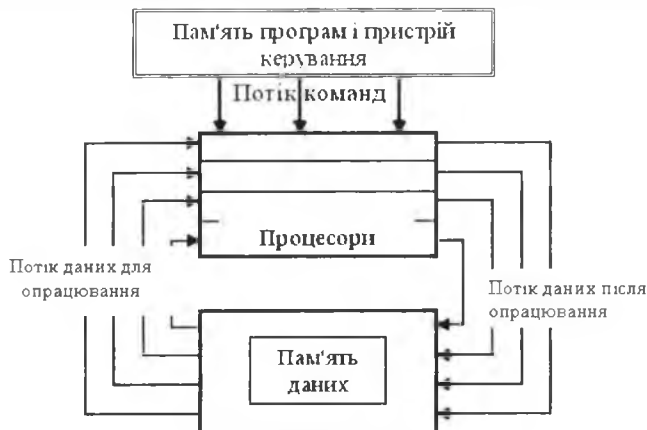 Пам'ять програм і пристрій
керування
Потік команд
Процесори
Потік даних для
опрацювання
Потік даних після
опрацювання
Пам'ять
даних